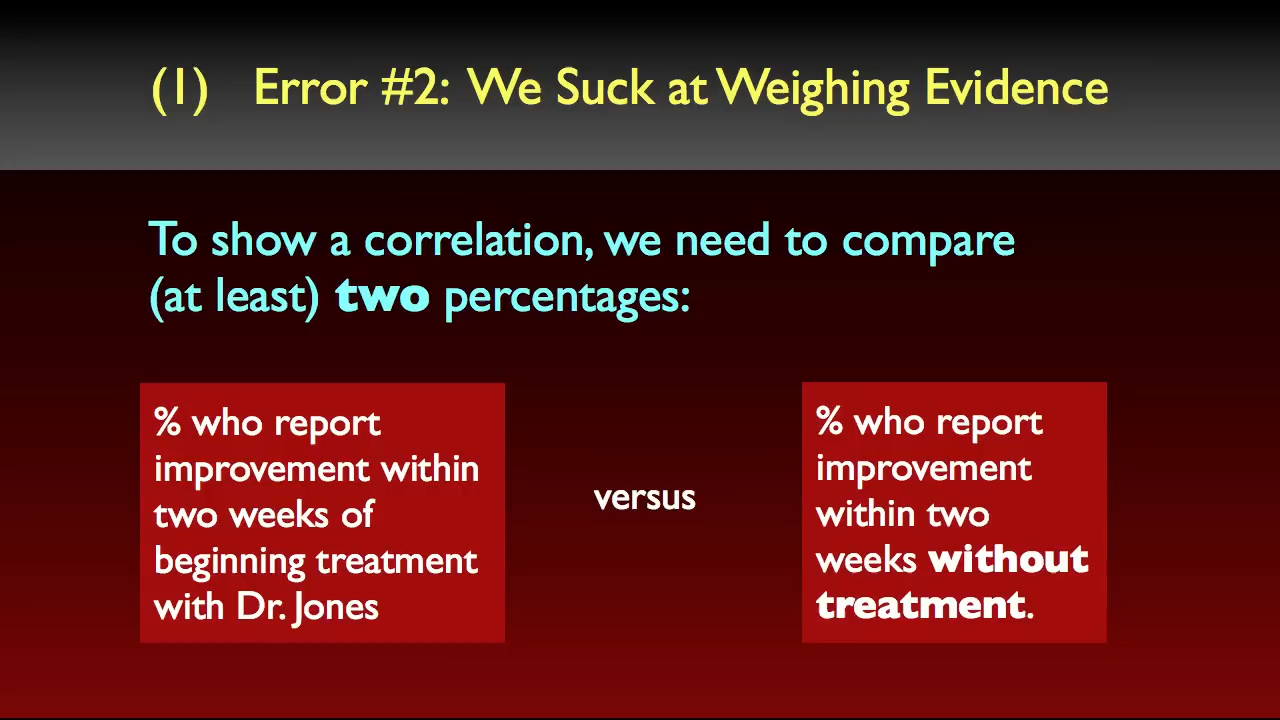 (1) Error #2: We Suck at Weighing Evidence
To show a correlation, we need to compare
(at least) two percentages:
% who report
improvement within
two weeks of
beginning treatment
with Dr. Jones
versus
% who report
improvement
within two
weeks without
treatment.